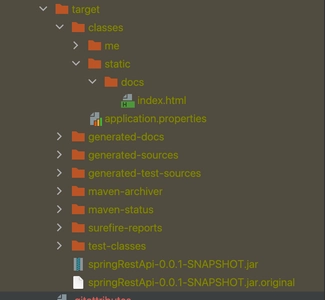 target
classes
me
static
docs
index.html
application.properties
generated-docs
generated-sources
generated-test-sources
maven-archiver
maven-status
surefire-reports
test-classes
springRestApi-0.0.1-SNAPSHOT.jar
springRestApi-0.0.1-SNAPSHOT.jar.original
.gitattributes